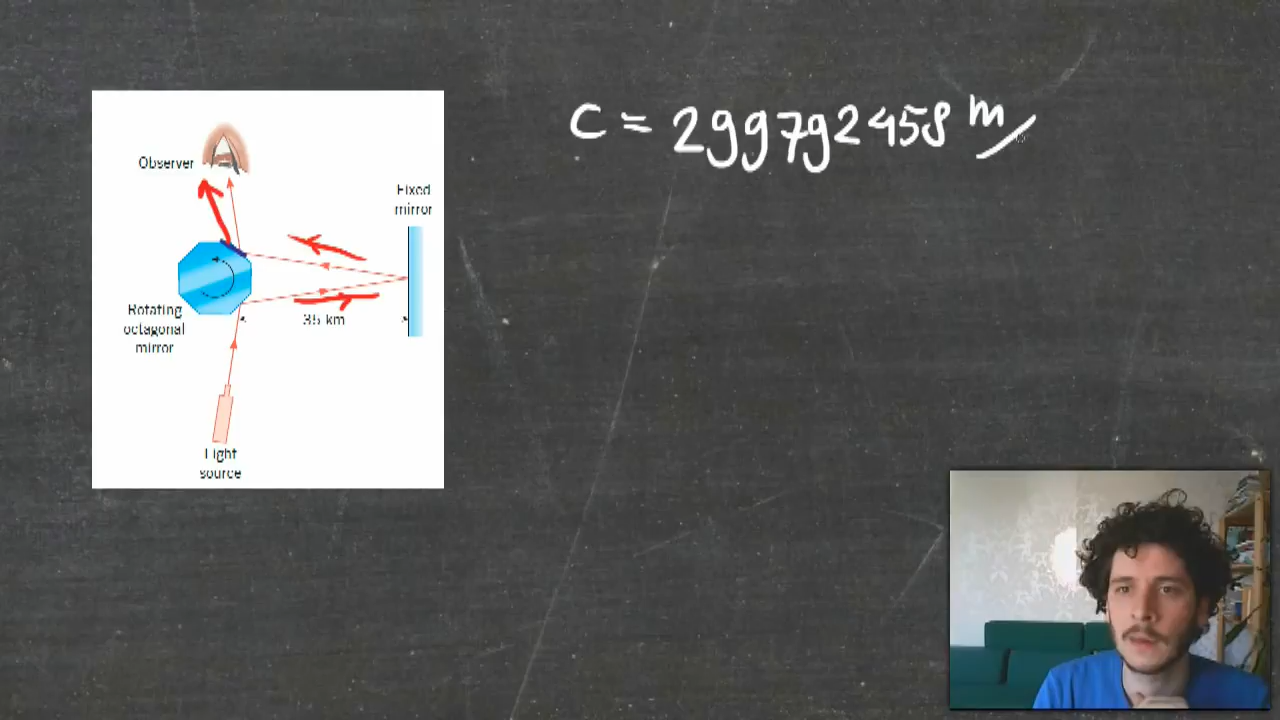 c = 299792458 m/
Observer
Fixed
mirror
Rotating
octagonal
mirror
35 km
Light
source